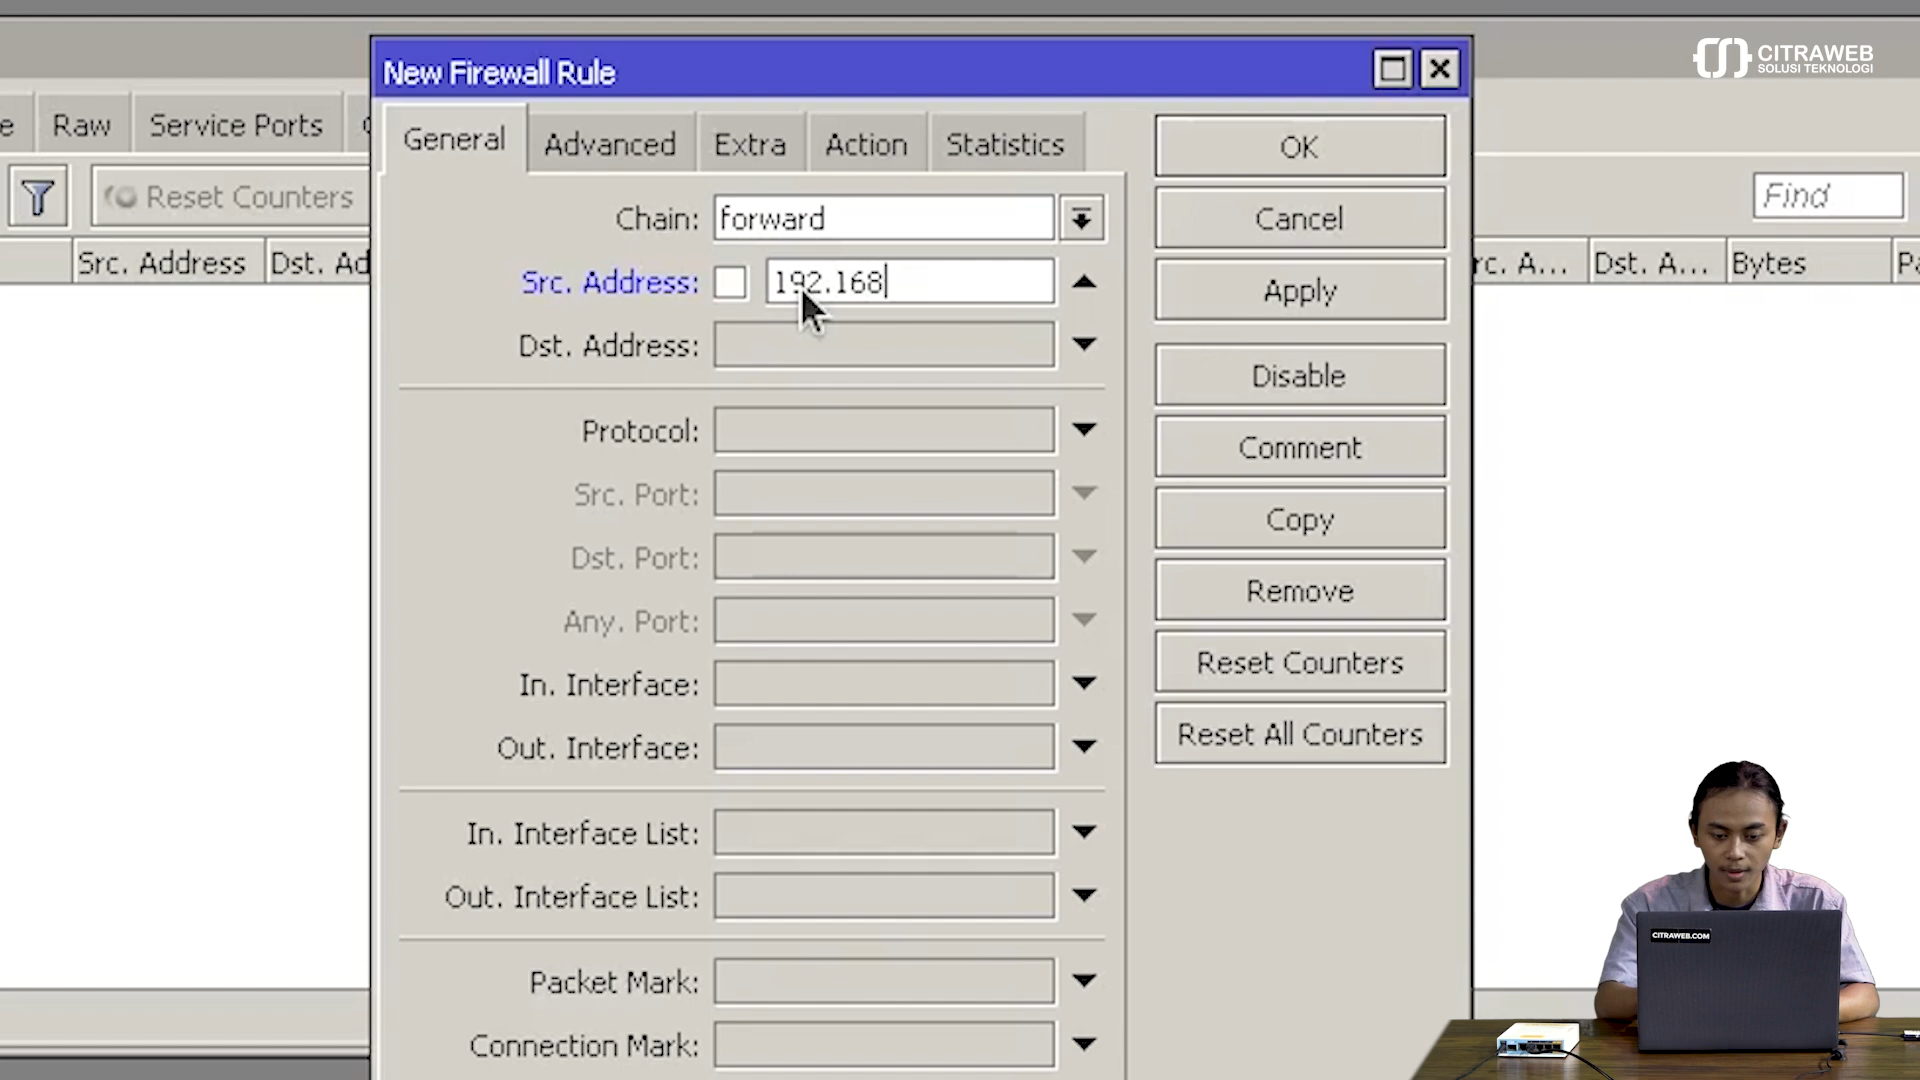 CITRAWEB
SOLUSI TEKNOLOGI
New Firewall Rule
e
Raw
Service Ports
General
Advanced
Extra
Action
Statistics
Reset Counters
Find
Src. Address
Dst. Ad
rc. A...
Dst. A...
Bytes
Pa
Chain: forward
Src. Address: 192.168
Dst. Address:
Protocol:
Src. Port:
Dst. Port:
Any. Port:
In. Interface:
Out. Interface:
In. Interface List:
Out. Interface List:
Packet Mark:
Connection Mark:
OK
Cancel
Apply
Disable
Comment
Copy
Remove
Reset Counters
Reset All Counters
CITRAWEB.COM